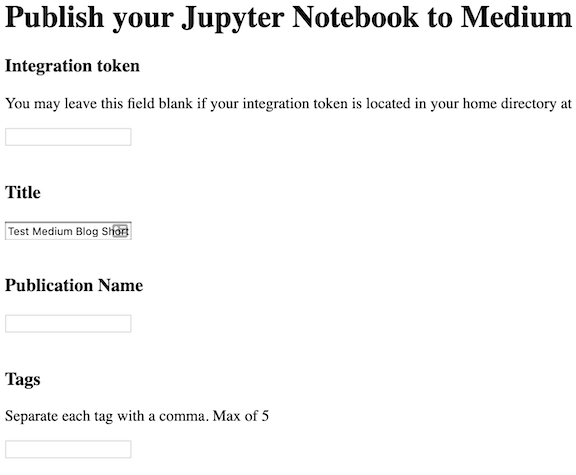 Publish your Jupyter Notebook to Medium
Integration token
You may leave this field blank if your integration token is located in your home directory at
Title
Test Medium Blog Short
Publication Name
Tags
Separate each tag with a comma. Max of 5